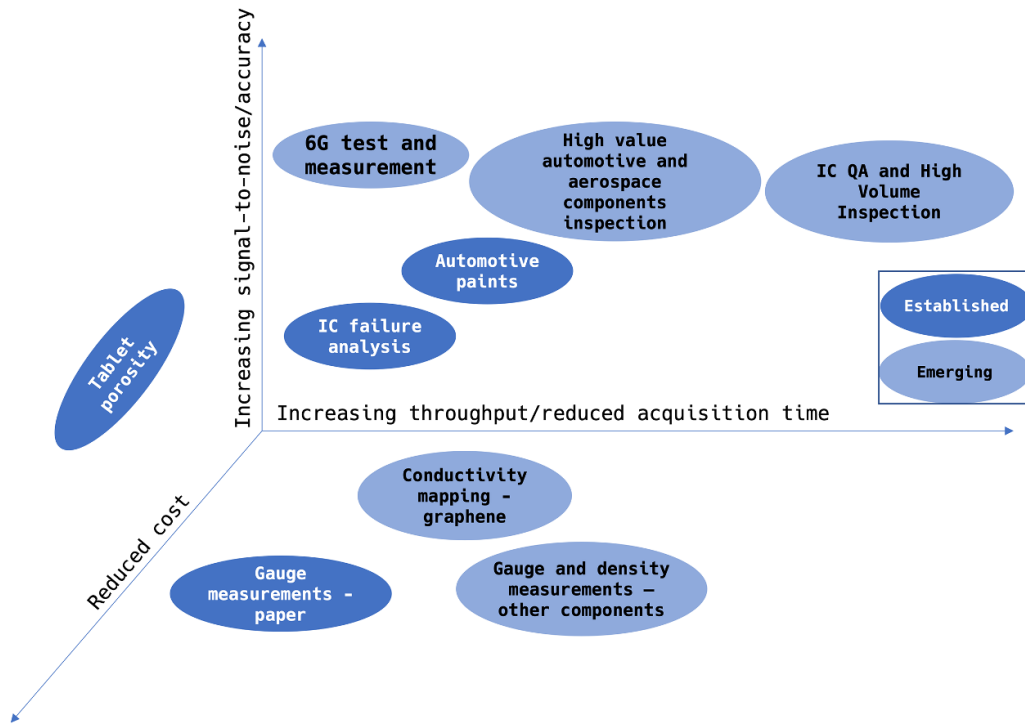 Increasing signal-to-noise/accuracy
6G test and
measurement
High value
automotive and
aerospace
components
inspection
IC QA and High
Volume
Inspection
Automotive
paints
IC failure
analysis
Established
Emerging
Tablet
porosity
Increasing throughput/reduced acquisition time
Reduced cost
Conductivity
mapping -
graphene
Gauge
measurements -
paper
Gauge and density
measurements –
other components